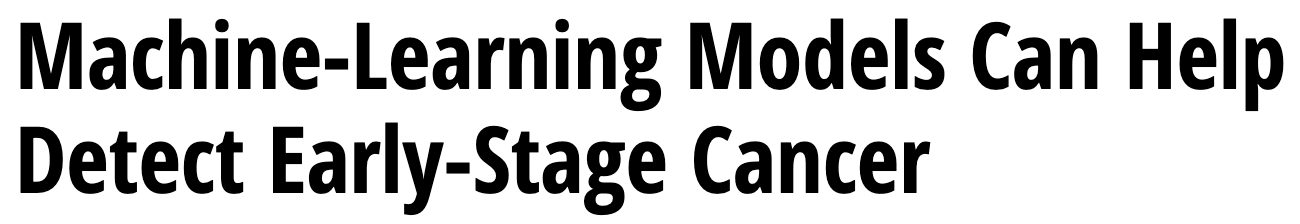 Machine-Learning Models Can Help
Detect Early-Stage Cancer